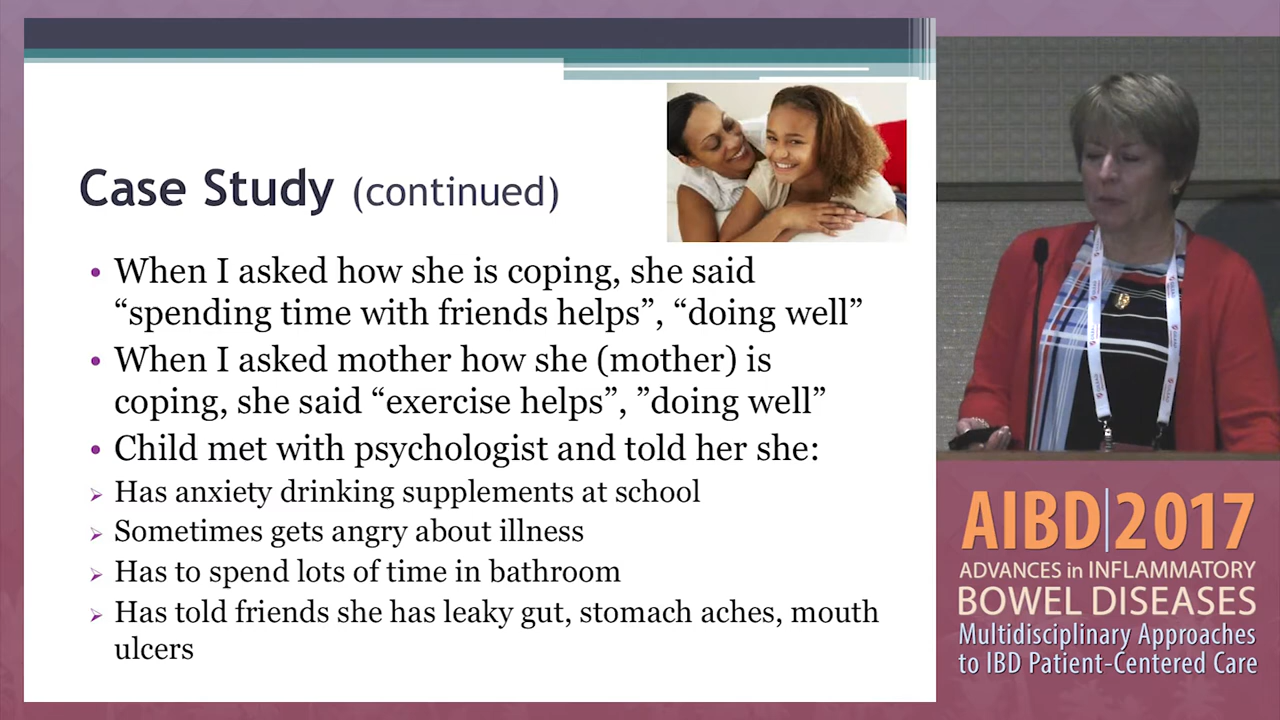 Case Study (continued)
• When I asked how she is coping, she said
“spending time with friends helps”, “doing well”
• When I asked mother how she (mother) is
coping, she said “exercise helps”, ”doing well”
• Child met with psychologist and told her she:
➢ Has anxiety drinking supplements at school
➢ Sometimes gets angry about illness
➢ Has to spend lots of time in bathroom
➢ Has told friends she has leaky gut, stomach aches, mouth
ulcers
AIBD|2017
ADVANCES in INFLAMMATORY
BOWEL DISEASES
Multidisciplinary Approaches
to IBD Patient-Centered Care